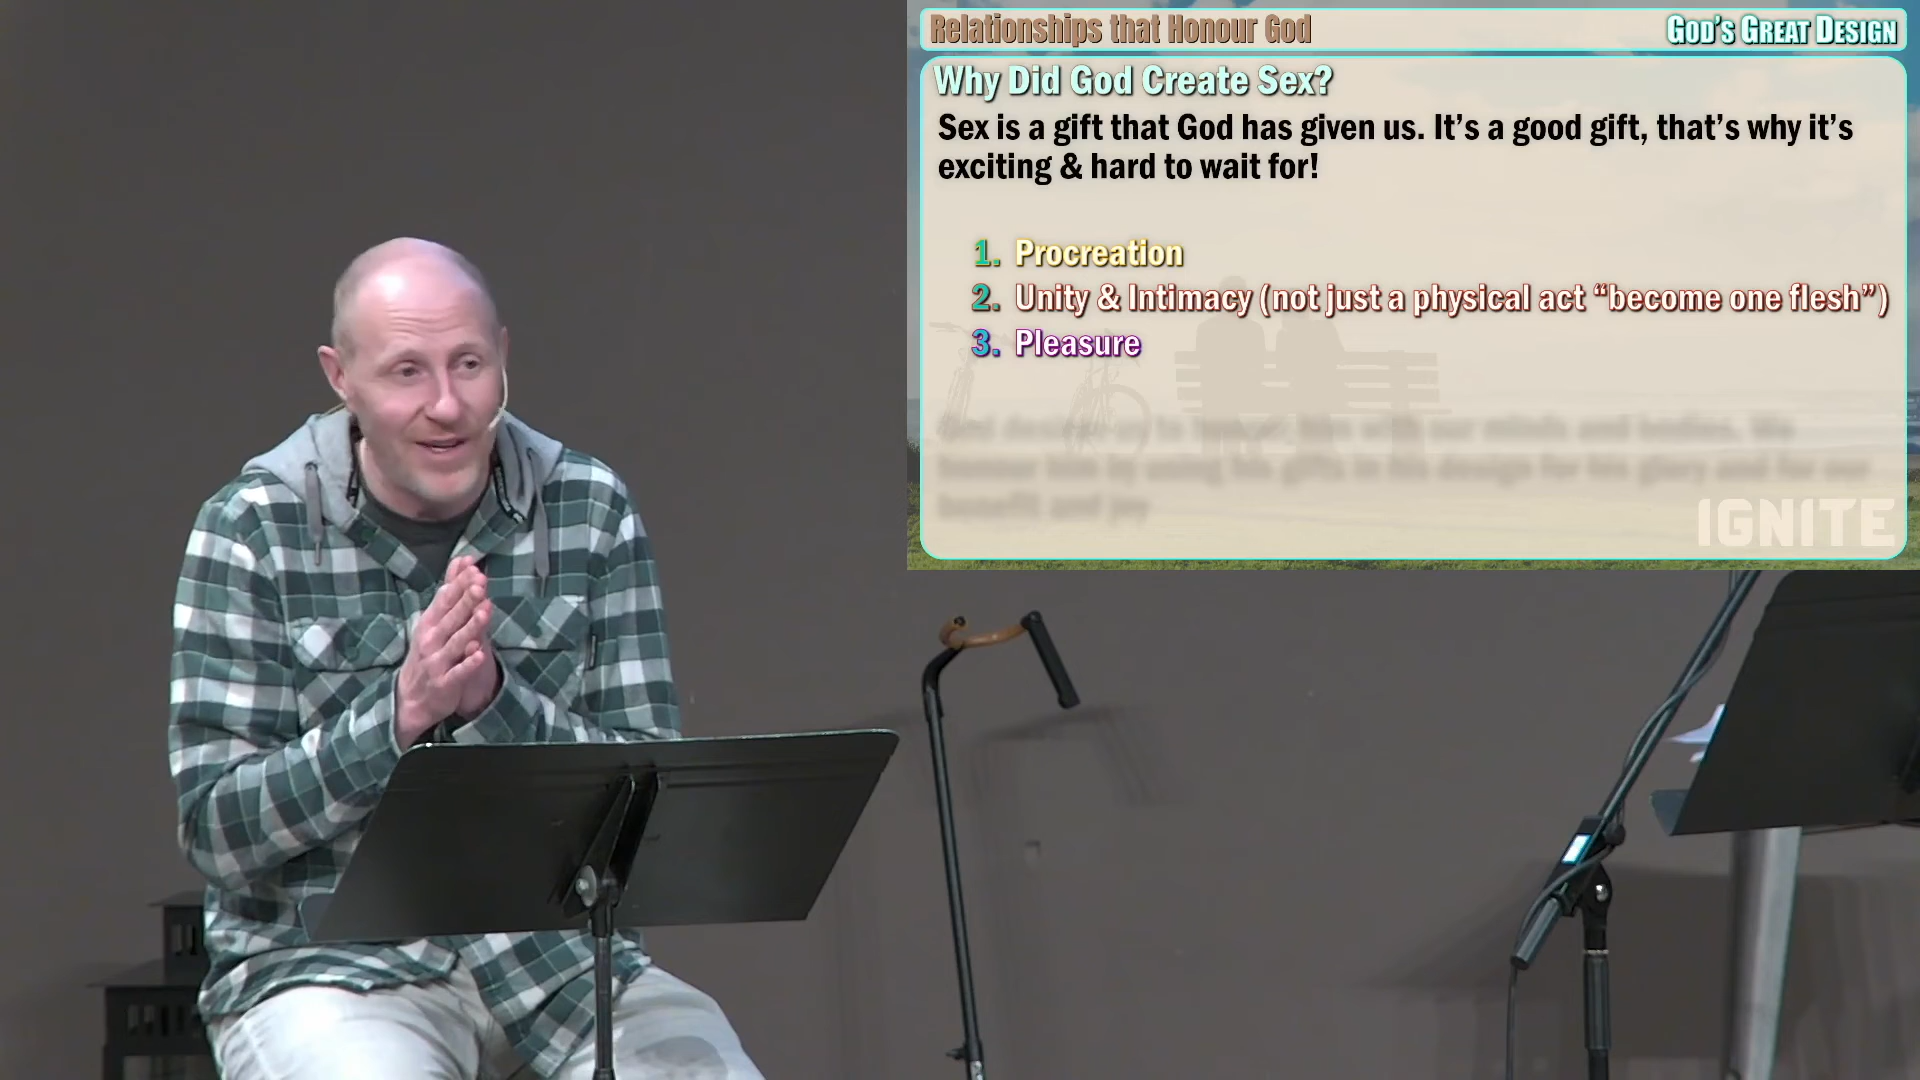 Relationships that Honour God
GOD'S GREAT DESIGN
Why Did God Create Sex?
Sex is a gift that God has given us. It's a good gift, that's why it's
exciting & hard to wait for!
1. Procreation
2. Unity & Intimacy (not just a physical act “become one flesh”)
3. Pleasure
IGNITE